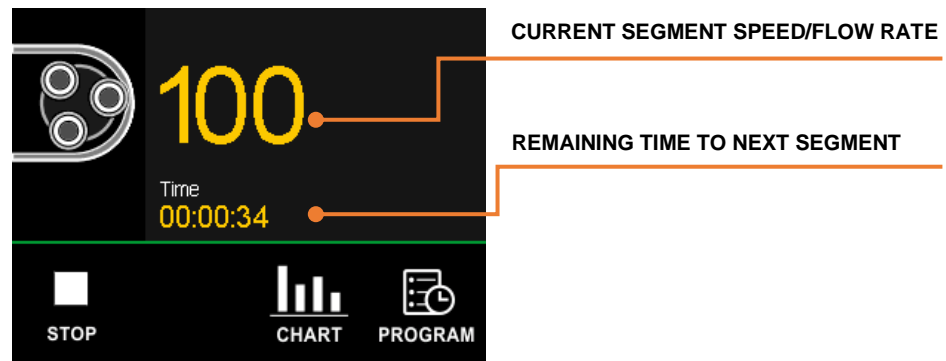 CURRENT SEGMENT SPEED/FLOW RATE
100
REMAINING TIME TO NEXT SEGMENT
Time
00:00:34
STOP
CHART
PROGRAM